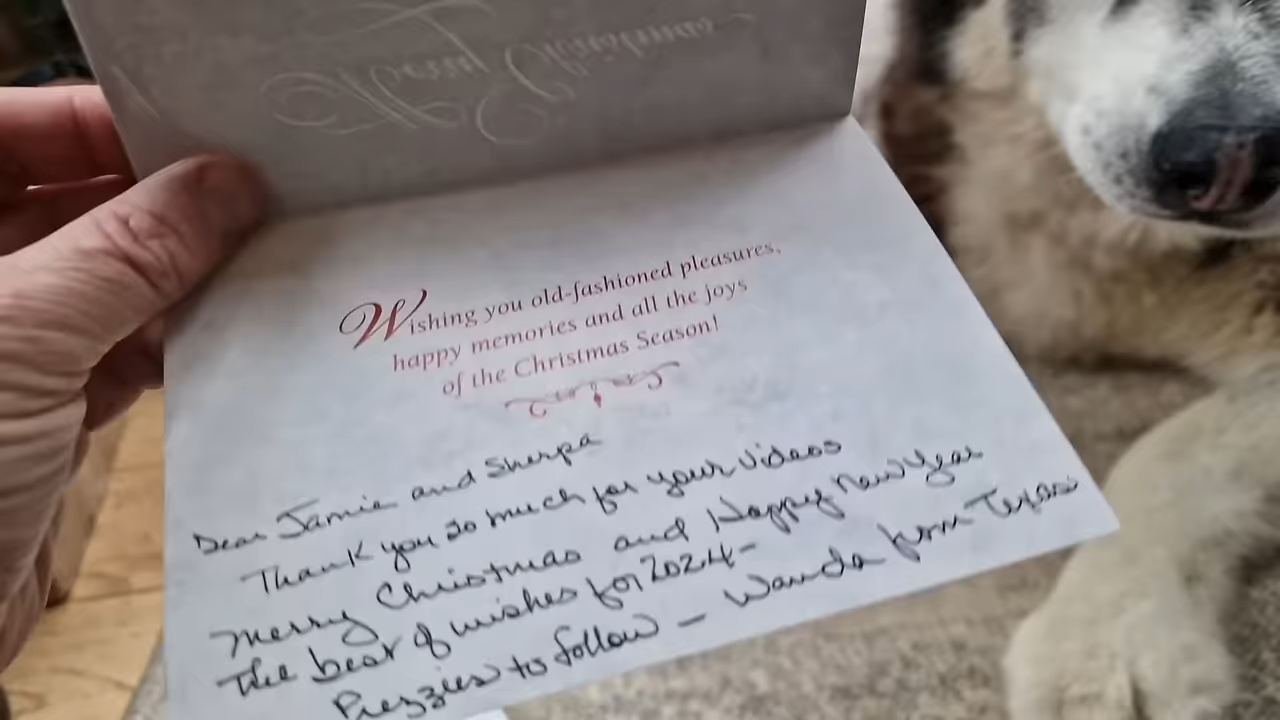 Merry Christmas
Wishing you old-fashioned pleasures,
happy memories and all the joys
of the Christmas Season!
Dear Jamie and Sherpa
Thank you so much for your videos
Merry Christmas and Happy New Year
The best of wishes for 2024-
Prezzies to follow - Wanda from Texas